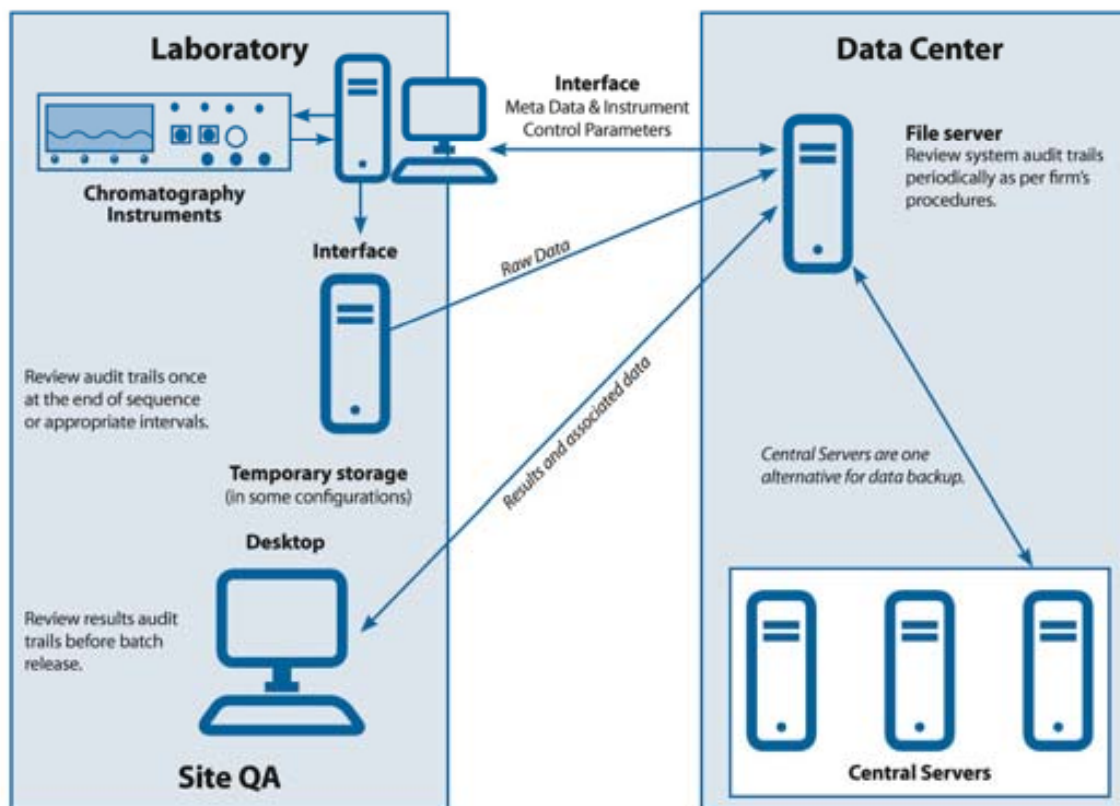 Laboratory
Data Center
Interface
Meta Data & Instrument
Control Parameters
File server
Review system audit trails
periodically as per firm's
procedures.
Chromatography
Instruments
Interface
Raw Data
Review audit trails once
at the end of sequence
or appropriate intervals.
Results and associated data
Temporary storage
(in some configurations)
Central Servers are one
alternative for data backup.
Desktop
Review results audit
trails before batch
release.
Site QA
Central Servers